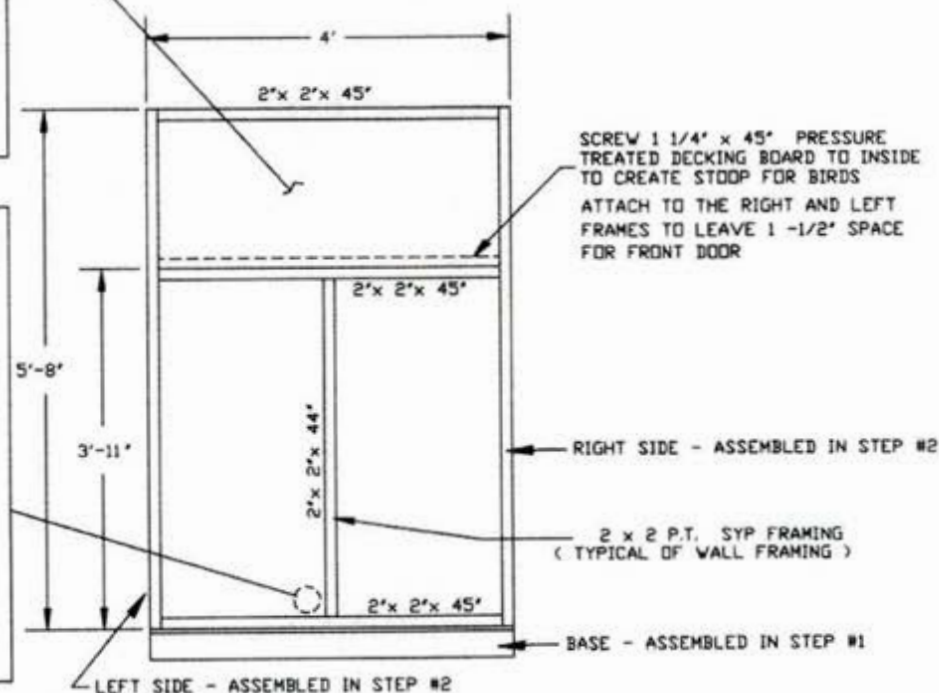 4'
2"x 2"x 45"
SCREW 1 1/4" x 45" PRESSURE
TREATED DECKING BOARD TO INSIDE
TO CREATE STOOP FOR BIRDS
ATTACH TO THE RIGHT AND LEFT
FRAMES TO LEAVE 1 -1/2" SPACE
FOR FRONT DOOR
2"x 2"x 45"
5'-8"
3'-11"
2"x 2"x 44"
RIGHT SIDE - ASSEMBLED IN STEP #2
2 x 2 P.T. SYP FRAMING
( TYPICAL OF WALL FRAMING )
2"x 2"x 45"
BASE - ASSEMBLED IN STEP #1
LEFT SIDE - ASSEMBLED IN STEP #2